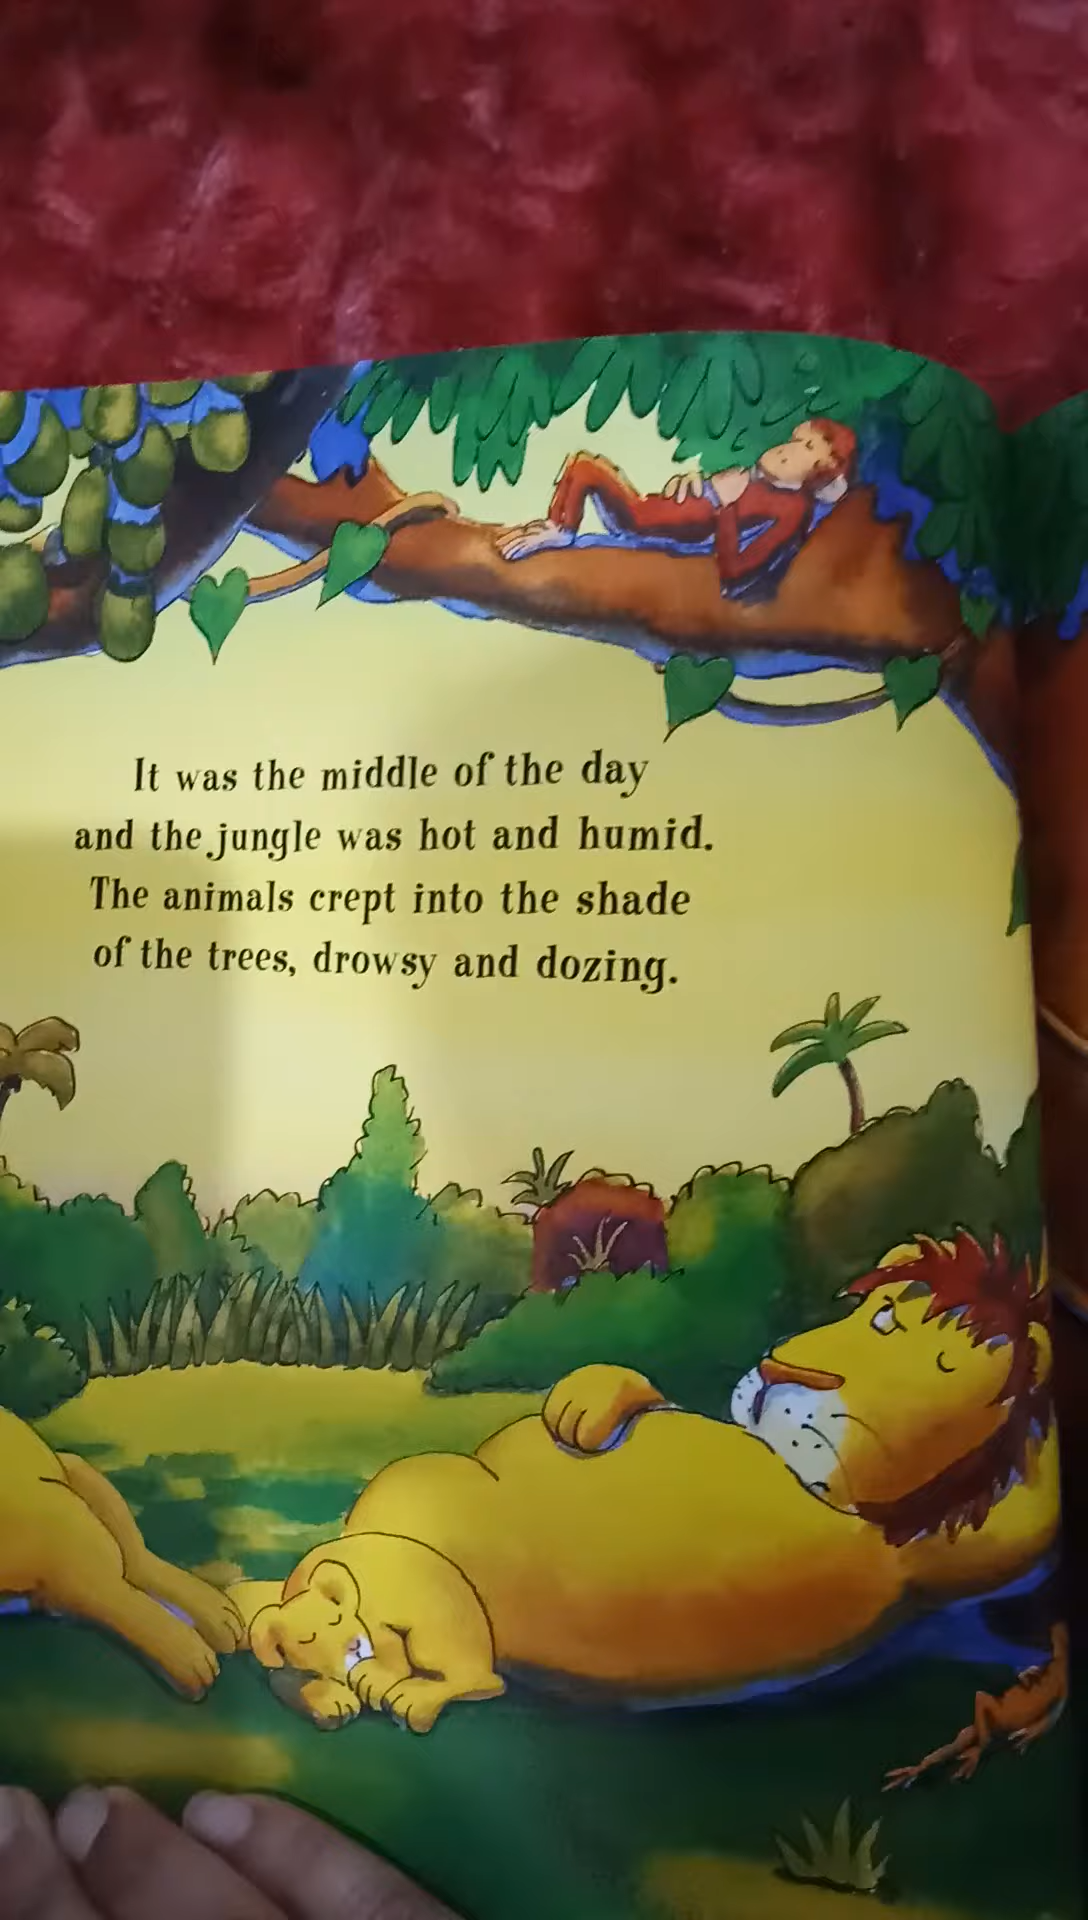 It was the middle of the day
and the jungle was hot and humid.
The animals crept into the shade
of the trees, drowsy and dozing.